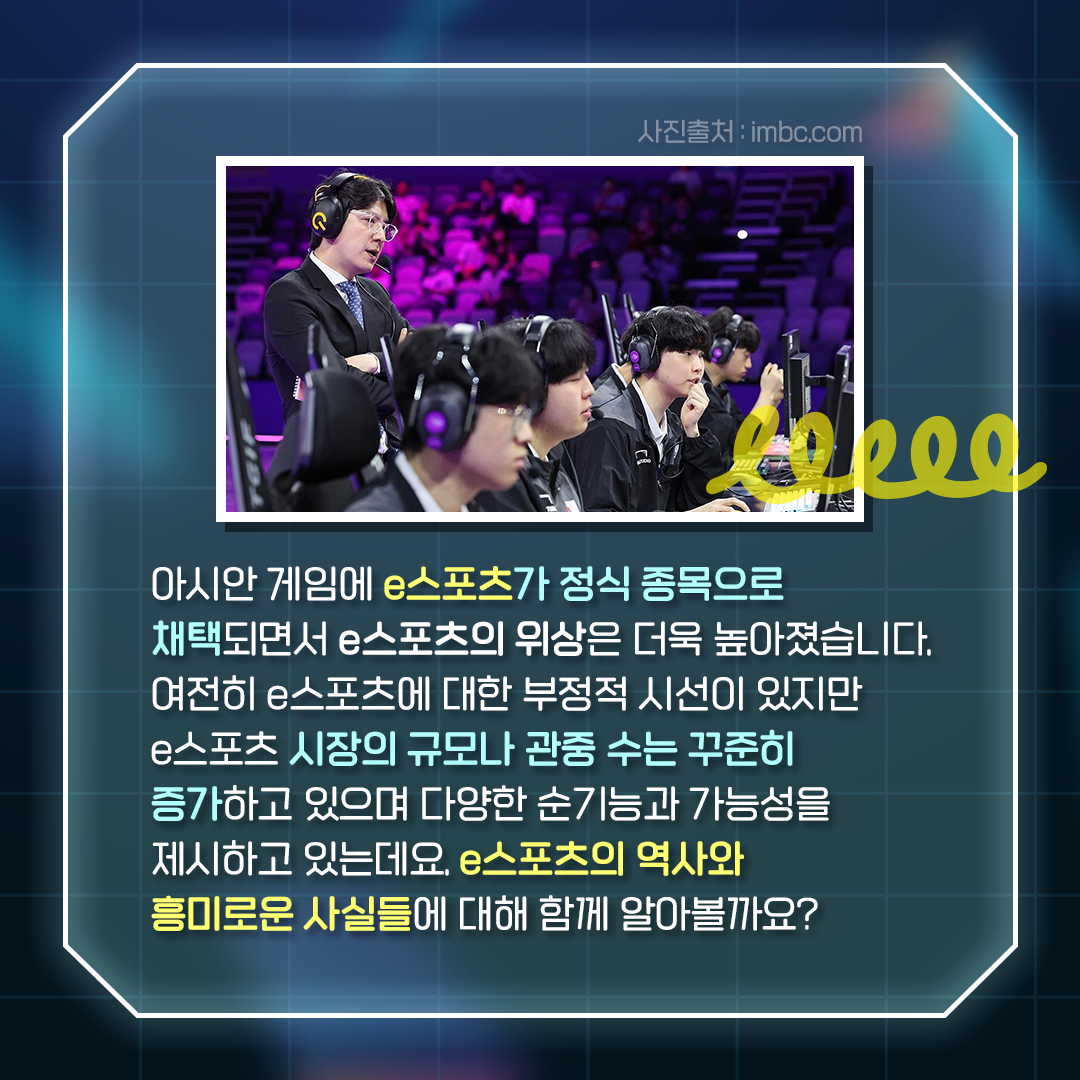 사진출처 : imbc.com
아시안 게임에 e스포츠가 정식 종목으로
채택되면서 e스포츠의 위상은 더욱 높아졌습니다.
여전히 e스포츠에 대한 부정적 시선이 있지만
e스포츠 시장의 규모나 관중 수는 꾸준히
증가하고 있으며 다양한 순기능과 가능성을
제시하고 있는데요. e스포츠의 역사와
흥미로운 사실들에 대해 함께 알아볼까요?